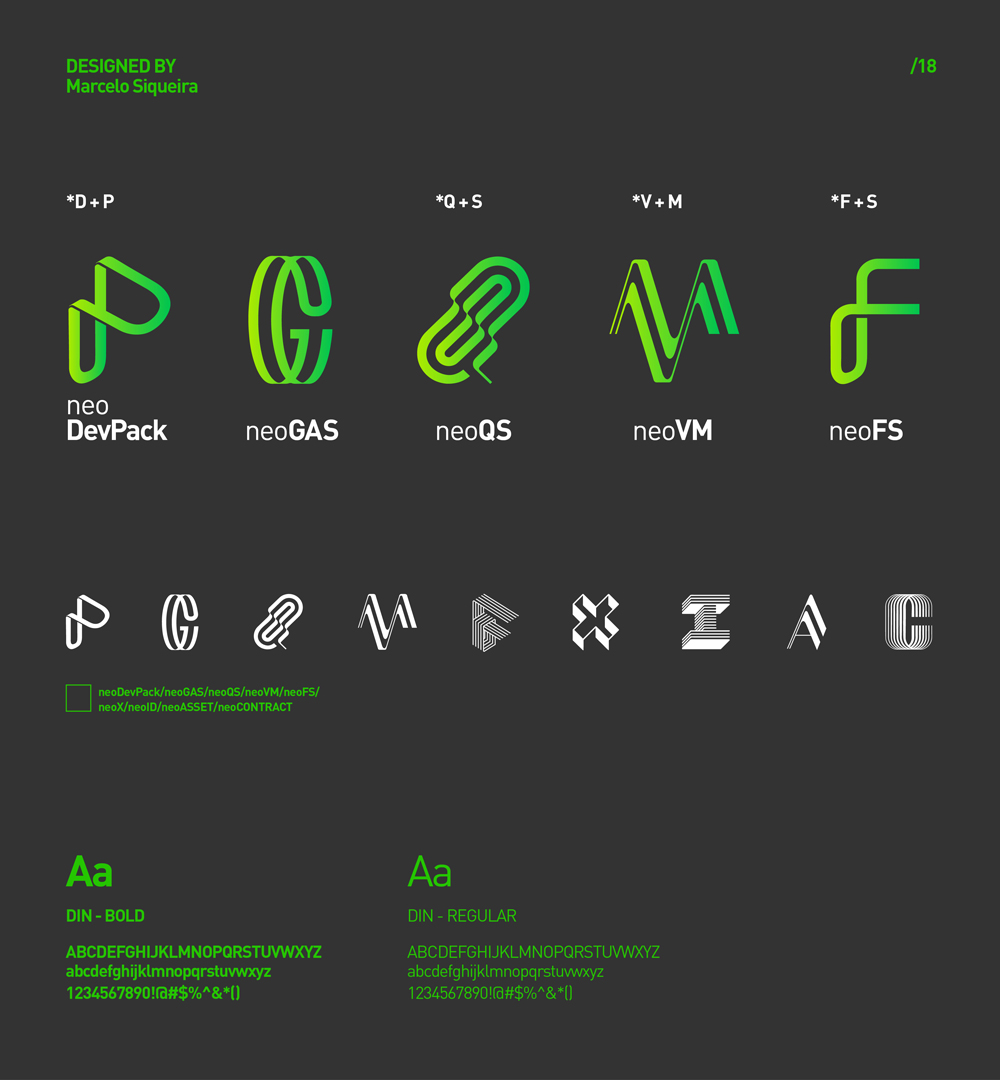 DESIGNED BY
Marcelo Siqueira
/18
*D + P
*Q + S
*V + M
*F + S
neo
DevPack
neoGAS
neoQS
neoVM
neoFS
neoDevPack/neoGAS/neoQS/neoVM/neoFS/
neoX/neoID/neoASSET/neoCONTRACT
Aa
DIN - BOLD
ABCDEFGHIJKLMNOPQRSTUVWXYZ
abcdefghijklmnopqrstuvwxyz
1234567890!@#$%^&*()
Aa
DIN - REGULAR
ABCDEFGHIJKLMNOPQRSTUVWXYZ
abcdefghijklmnopqrstuvwxyz
1234567890!@#$%^&*()